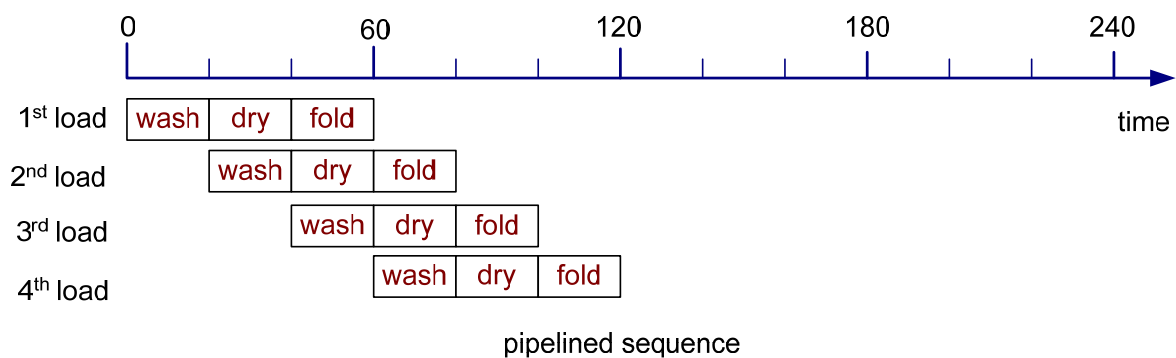 0 60 120 180 240
time
1st load wash dry fold
2nd load wash dry fold
3rd load wash dry fold
4th load wash dry fold
pipelined sequence